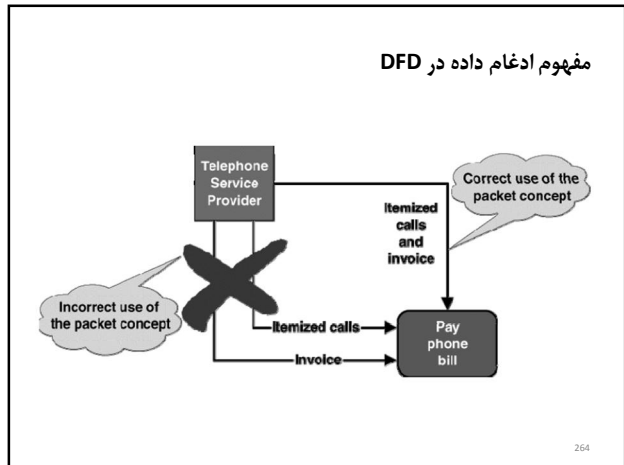 مفهوم ادغام داده در DFD
Telephone
Service
Provider
Correct use of the
packet concept
Itemized
calls
and
invoice
Incorrect use of
the packet concept
Itemized calls
Invoice
Pay
phone
bill
264